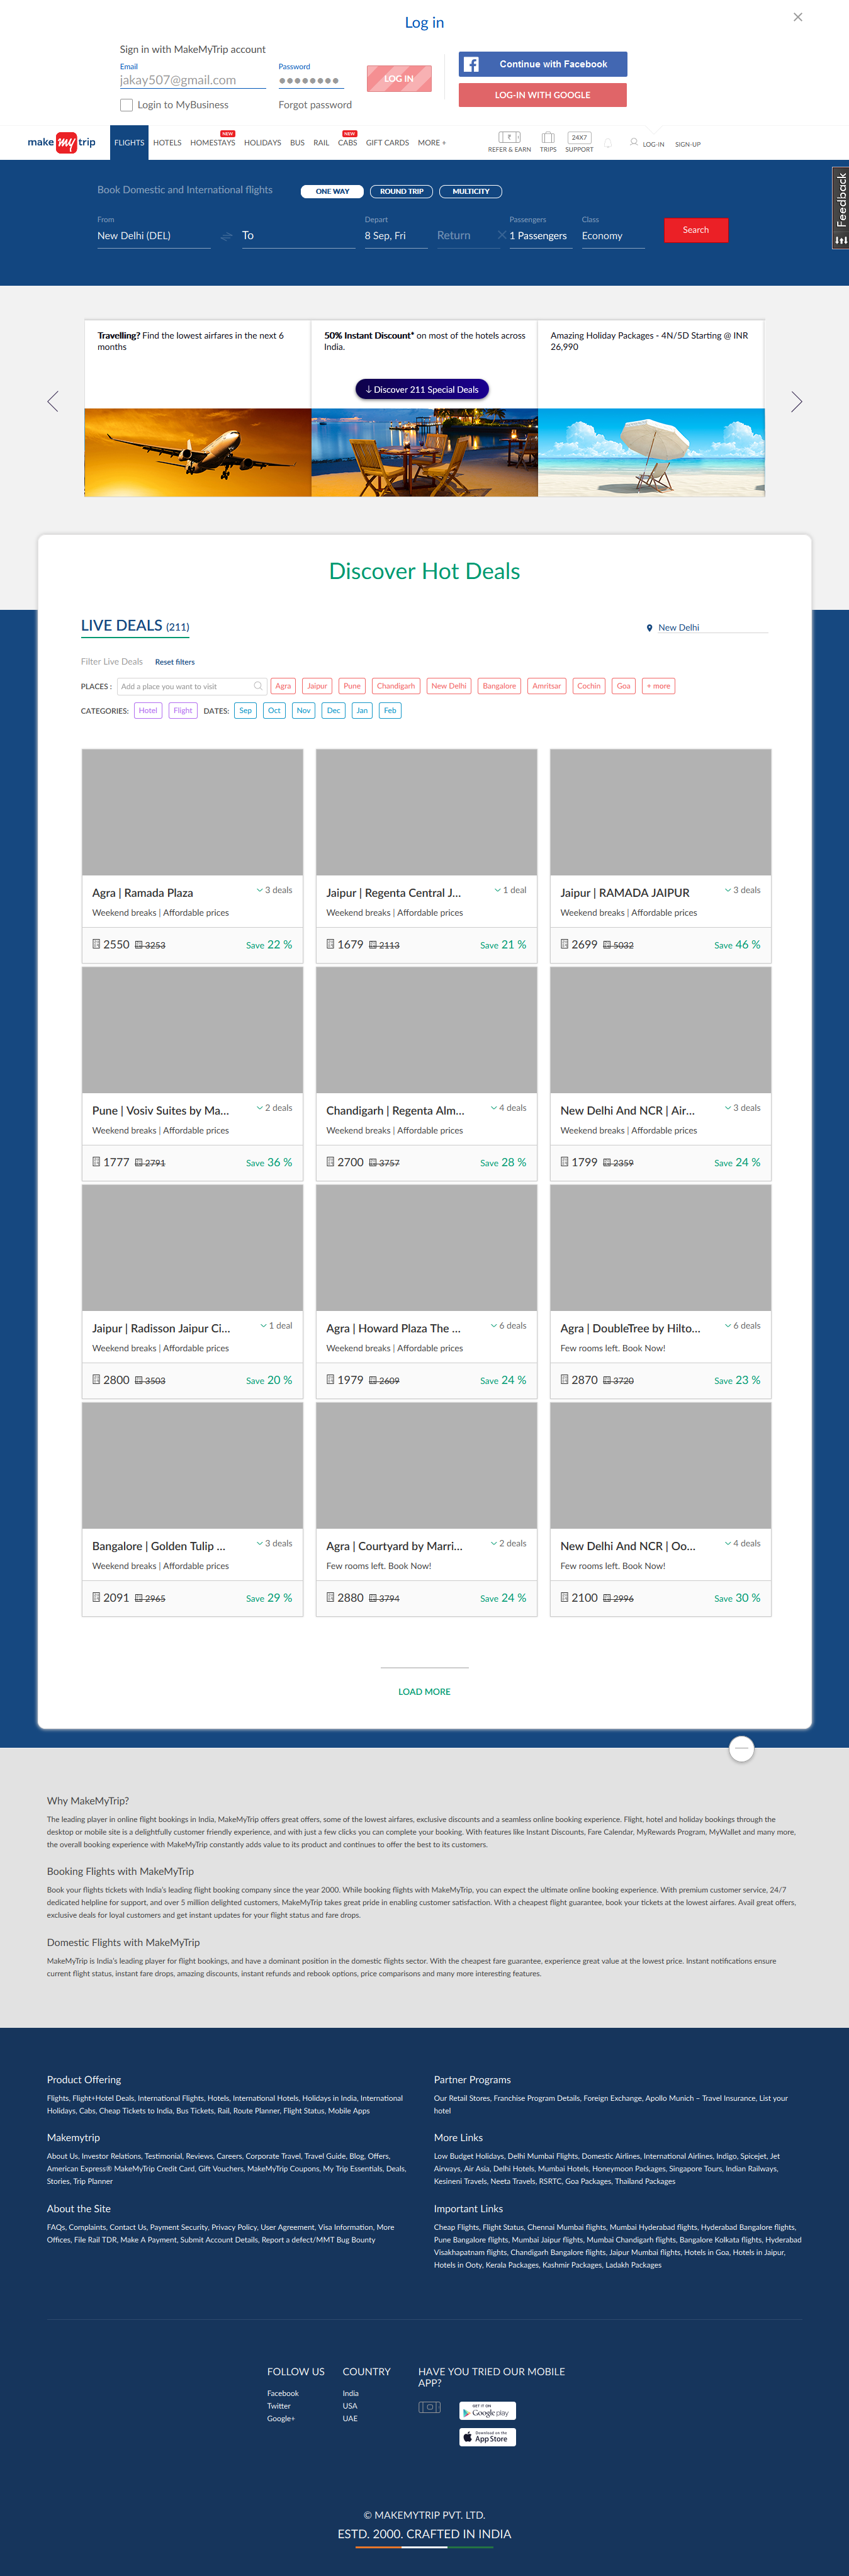 Log in
Sign in with MakeMyTrip account
Email
jakay507@gmail.com
Password
LOG IN
Login to MyBusiness
Forgot password
Continue with Facebook
LOG-IN WITH GOOGLE
make my trip
FLIGHTS HOTELS HOMESTAYS NEW HOLIDAYS BUS RAIL CABS NEW GIFT CARDS MORE +
REFER & EARN TRIPS 24X7 SUPPORT LOG-IN SIGN-UP
Feedback
Book Domestic and International flights
ONE WAY ROUND TRIP MULTICITY
From Depart Passengers Class
New Delhi (DEL) To 8 Sep, Fri Return 1 Passengers Economy Search
Travelling? Find the lowest airfares in the next 6
months
50% Instant Discount* on most of the hotels across
India.
Amazing Holiday Packages - 4N/5D Starting @ INR
26,990
Discover 211 Special Deals
Discover Hot Deals
LIVE DEALS (211)
New Delhi
Filter Live Deals Reset filters
PLACES : Add a place you want to visit Agra Jaipur Pune Chandigarh New Delhi Bangalore Amritsar Cochin Goa + more
CATEGORIES: Hotel Flight DATES: Sep Oct Nov Dec Jan Feb
Agra | Ramada Plaza 3 deals
Weekend breaks | Affordable prices
2550 3253 Save 22 %
Jaipur | Regenta Central J... 1 deal
Weekend breaks | Affordable prices
1679 2113 Save 21 %
Jaipur | RAMADA JAIPUR 3 deals
Weekend breaks | Affordable prices
2699 5032 Save 46 %
Pune | Vosiv Suites by Ma... 2 deals
Weekend breaks | Affordable prices
1777 2791 Save 36 %
Chandigarh | Regenta Alm... 4 deals
Weekend breaks | Affordable prices
2700 3757 Save 28 %
New Delhi And NCR | Air... 3 deals
Weekend breaks | Affordable prices
1799 2359 Save 24 %
Jaipur | Radisson Jaipur Ci... 1 deal
Weekend breaks | Affordable prices
2800 3503 Save 20 %
Agra | Howard Plaza The ... 6 deals
Weekend breaks | Affordable prices
1979 2609 Save 24 %
Agra | DoubleTree by Hilto... 6 deals
Few rooms left. Book Now!
2870 3720 Save 23 %
Bangalore | Golden Tulip ... 3 deals
Weekend breaks | Affordable prices
2091 2965 Save 29 %
Agra | Courtyard by Marri... 2 deals
Few rooms left. Book Now!
2880 3794 Save 24 %
New Delhi And NCR | Oo... 4 deals
Few rooms left. Book Now!
2100 2996 Save 30 %
LOAD MORE
Why MakeMyTrip?
The leading player in online flight bookings in India, MakeMyTrip offers great offers, some of the lowest airfares, exclusive discounts and a seamless online booking experience. Flight, hotel and holiday bookings through the
desktop or mobile site is a delightfully customer friendly experience, and with just a few clicks you can complete your booking. With features like Instant Discounts, Fare Calendar, MyRewards Program, MyWallet and many more,
the overall booking experience with MakeMyTrip constantly adds value to its product and continues to offer the best to its customers.
Booking Flights with MakeMyTrip
Book your flights tickets with India's leading flight booking company since the year 2000. While booking flights with MakeMyTrip, you can expect the ultimate online booking experience. With premium customer service, 24/7
dedicated helpline for support, and over 5 million delighted customers, MakeMyTrip takes great pride in enabling customer satisfaction. With a cheapest flight guarantee, book your tickets at the lowest airfares. Avail great offers,
exclusive deals for loyal customers and get instant updates for your flight status and fare drops.
Domestic Flights with MakeMyTrip
MakeMyTrip is India's leading player for flight bookings, and have a dominant position in the domestic flights sector. With the cheapest fare guarantee, experience great value at the lowest price. Instant notifications ensure
current flight status, instant fare drops, amazing discounts, instant refunds and rebook options, price comparisons and many more interesting features.
Product Offering
Flights, Flight+Hotel Deals, International Flights, Hotels, International Hotels, Holidays in India, International
Holidays, Cabs, Cheap Tickets to India, Bus Tickets, Rail, Route Planner, Flight Status, Mobile Apps
Partner Programs
Our Retail Stores, Franchise Program Details, Foreign Exchange, Apollo Munich – Travel Insurance, List your
hotel
Makemytrip
About Us, Investor Relations, Testimonial, Reviews, Careers, Corporate Travel, Travel Guide, Blog, Offers,
American Express® MakeMyTrip Credit Card, Gift Vouchers, MakeMyTrip Coupons, My Trip Essentials, Deals,
Stories, Trip Planner
More Links
Low Budget Holidays, Delhi Mumbai Flights, Domestic Airlines, International Airlines, Indigo, Spicejet, Jet
Airways, Air Asia, Delhi Hotels, Mumbai Hotels, Honeymoon Packages, Singapore Tours, Indian Railways,
Kesineni Travels, Neeta Travels, RSRTC, Goa Packages, Thailand Packages
About the Site
FAQs, Complaints, Contact Us, Payment Security, Privacy Policy, User Agreement, Visa Information, More
Offices, File Rail TDR, Make A Payment, Submit Account Details, Report a defect/MMT Bug Bounty
Important Links
Cheap Flights, Flight Status, Chennai Mumbai flights, Mumbai Hyderabad flights, Hyderabad Bangalore flights,
Pune Bangalore flights, Mumbai Jaipur flights, Mumbai Chandigarh flights, Bangalore Kolkata flights, Hyderabad
Visakhapatnam flights, Chandigarh Bangalore flights, Jaipur Mumbai flights, Hotels in Goa, Hotels in Jaipur,
Hotels in Ooty, Kerala Packages, Kashmir Packages, Ladakh Packages
FOLLOW US
Facebook
Twitter
Google+
COUNTRY
India
USA
UAE
HAVE YOU TRIED OUR MOBILE
APP?
GET IT ON
Google play
Download on the
App Store
© MAKEMYTRIP PVT. LTD.
ESTD. 2000. CRAFTED IN INDIA